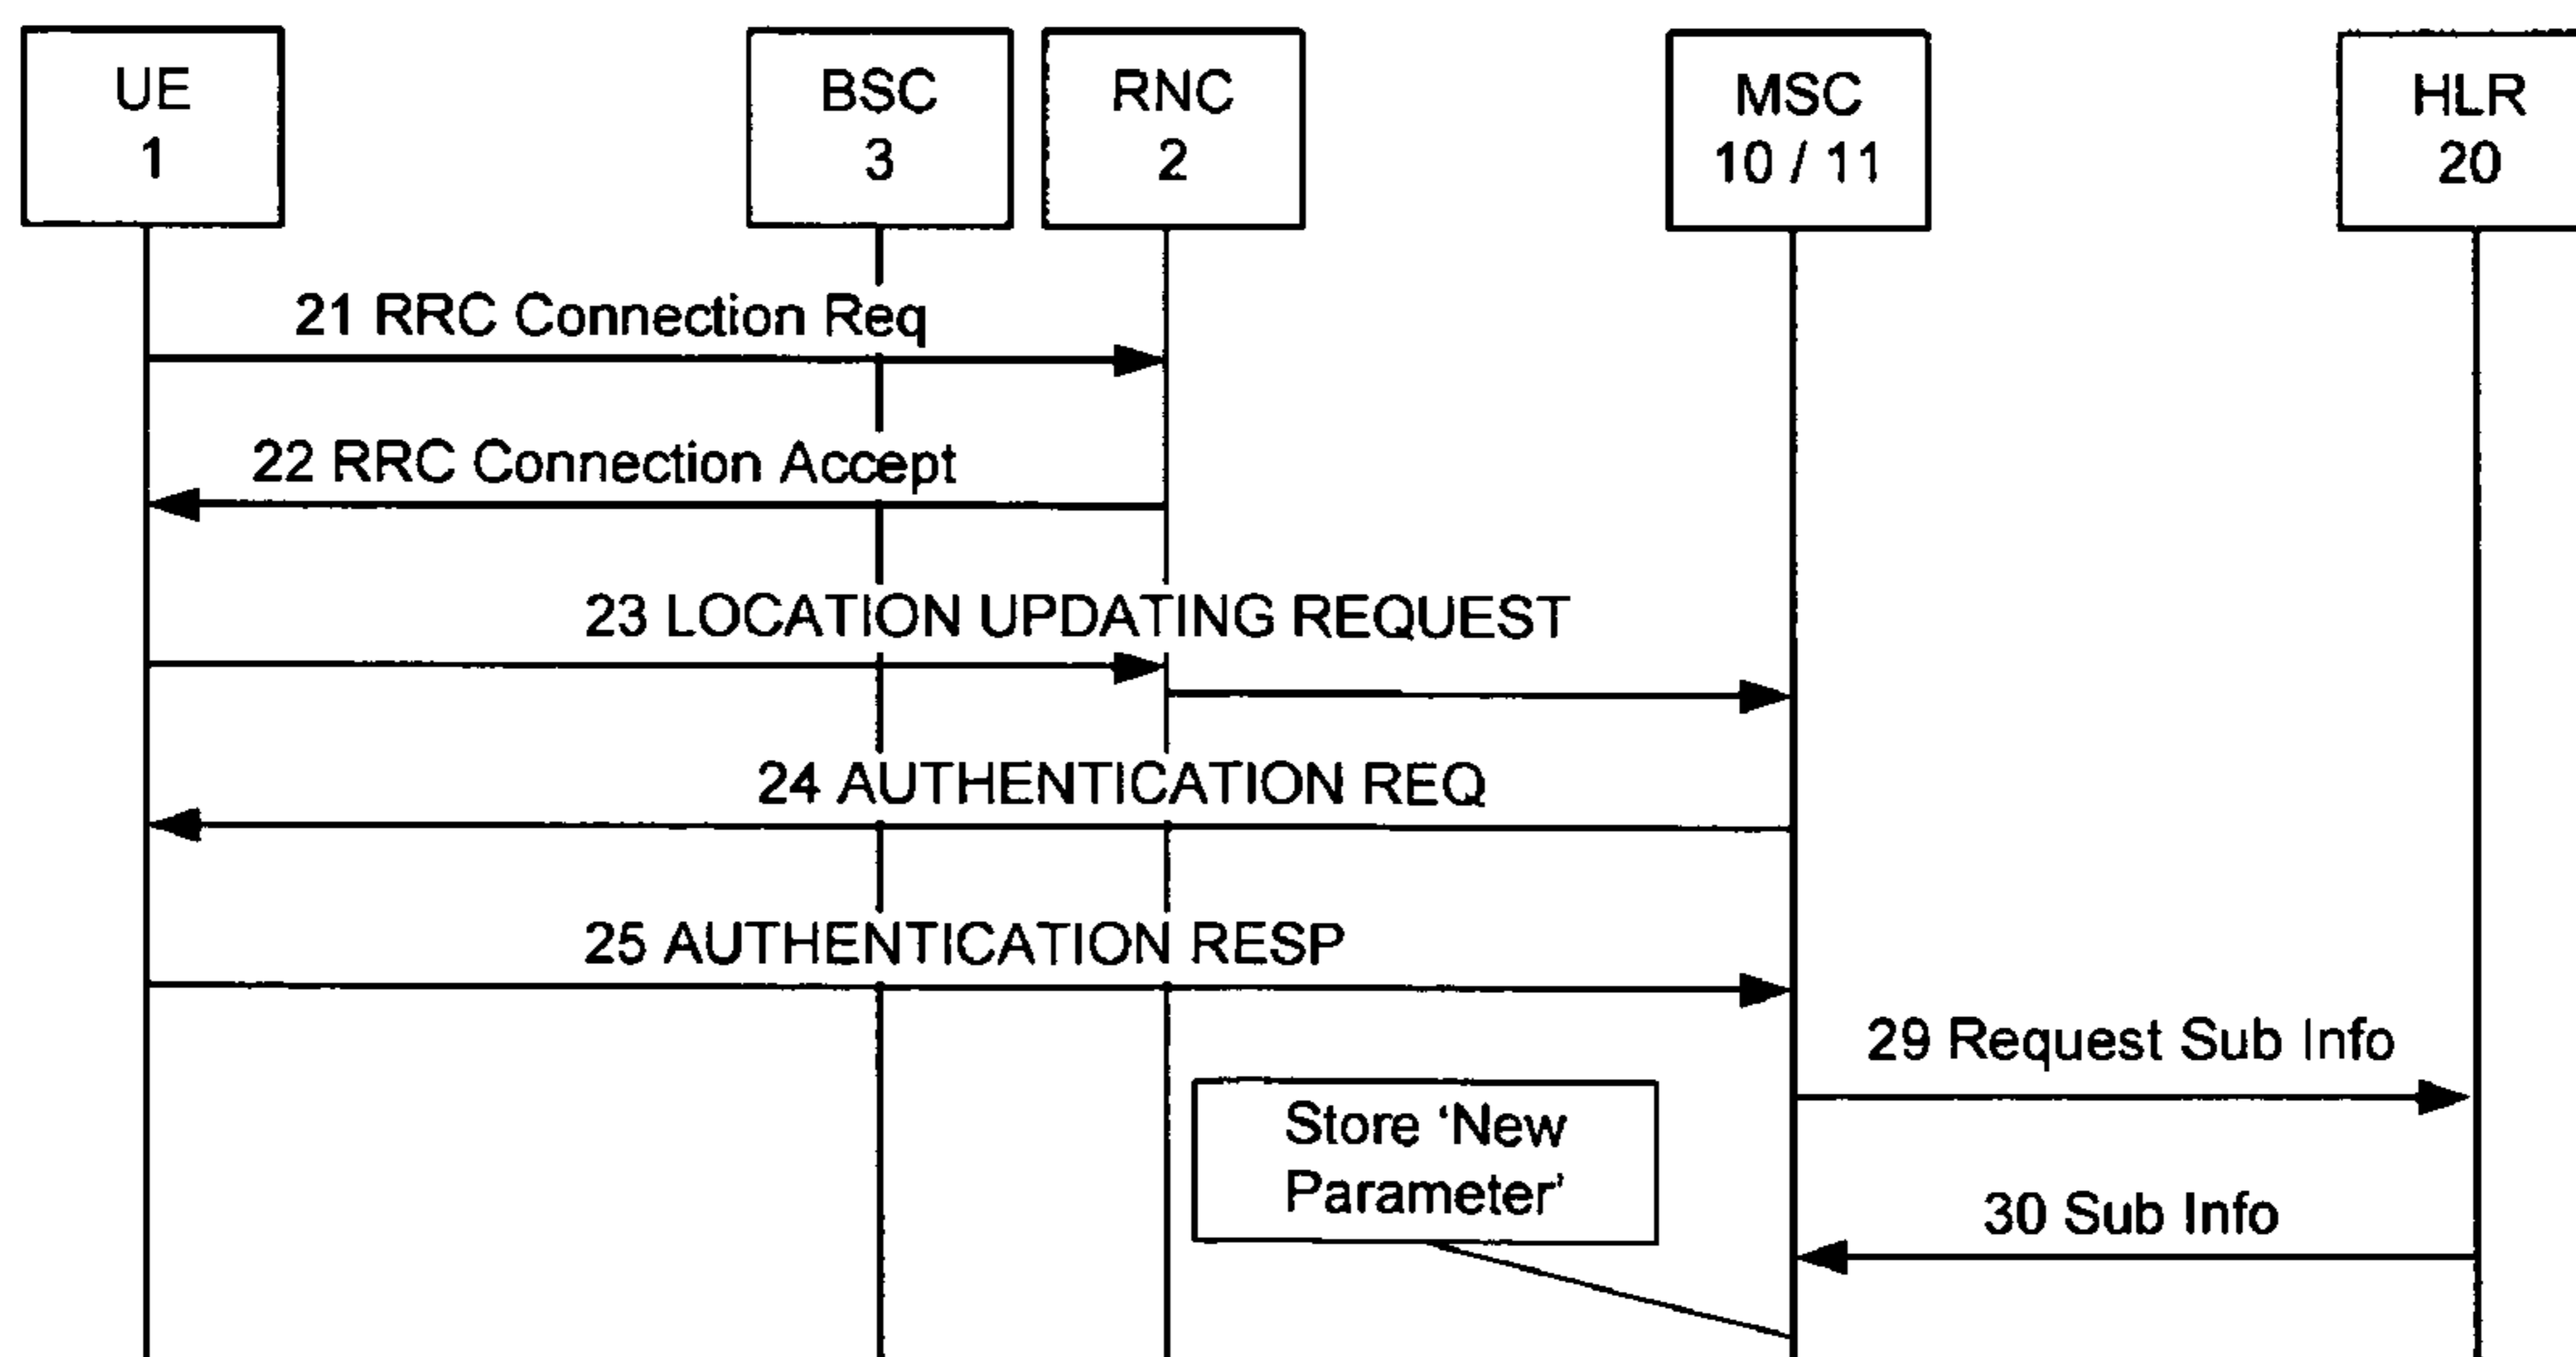 UE
1
BSC
3
RNC
2
MSC
10 / 11
HLR
20
21 RRC Connection Req
22 RRC Connection Accept
23 LOCATION UPDATING REQUEST
24 AUTHENTICATION REQ
25 AUTHENTICATION RESP
29 Request Sub Info
Store ‘New
Parameter’
30 Sub Info